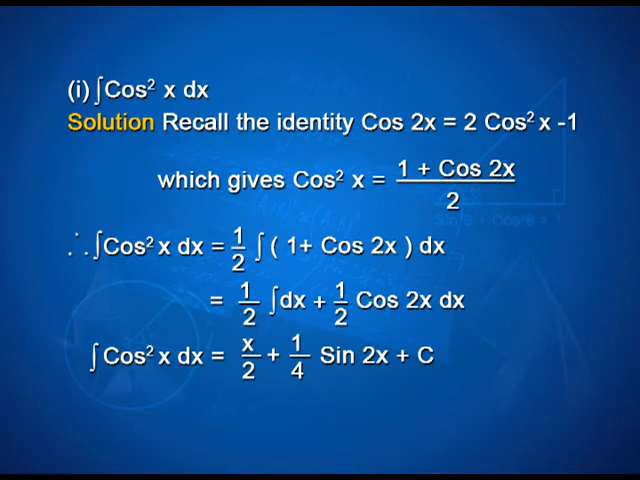 (i) ∫Cos² x dx
Solution Recall the identity Cos 2x = 2 Cos² x -1
which gives Cos² x = (1 + Cos 2x)/2
∴ ∫Cos² x dx = 1/2 ∫ ( 1+ Cos 2x ) dx
= 1/2 ∫dx + 1/2 Cos 2x dx
∫ Cos² x dx = x/2 + 1/4 Sin 2x + C